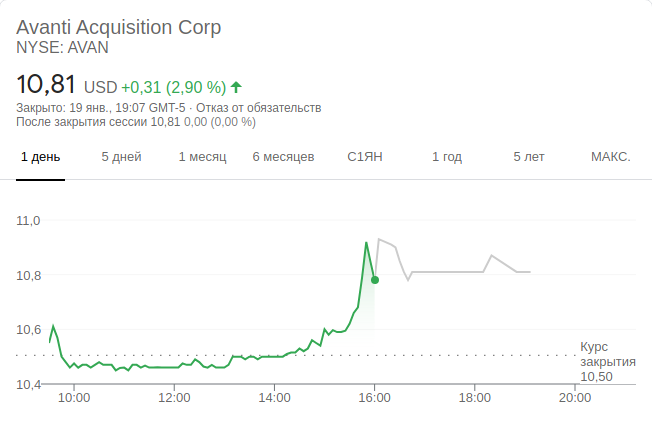 Avanti Acquisition Corp
NYSE: AVAN
10,81 USD +0,31 (2,90 %)
Закрыто: 19 янв., 19:07 GMT-5 · Отказ от обязательств
После закрытия сессии 10,81 0,00 (0,00 %)
1 день 5 дней 1 месяц 6 месяцев С1ЯН 1 год 5 лет МАКС.
11,0
10,8
10,6
Курс
закрытия
10,50
10,4
10:00 12:00 14:00 16:00 18:00 20:00